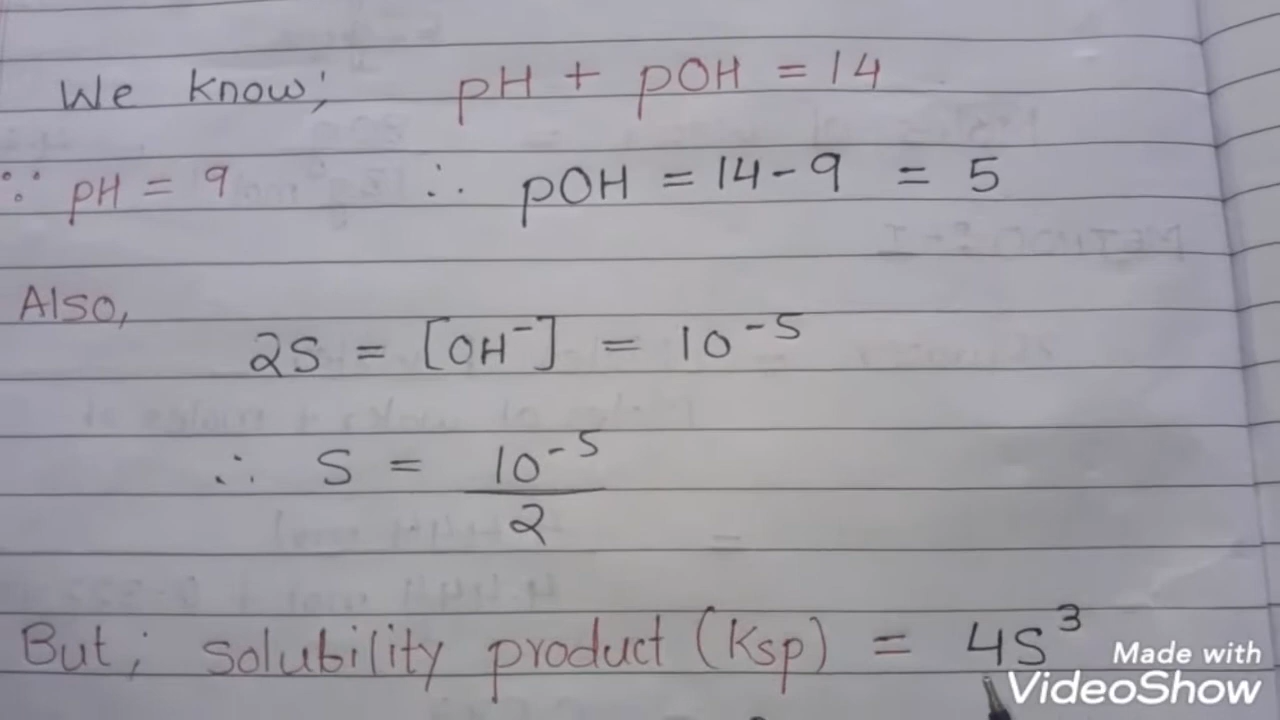 We know; pH + pOH = 14
∵ pH = 9 ∴ pOH = 14 - 9 = 5
Also,
2S = [OH⁻] = 10⁻⁵
∴ S = 10⁻⁵
2
But; solubility product (Ksp) = 4S³
Made with
VideoShow